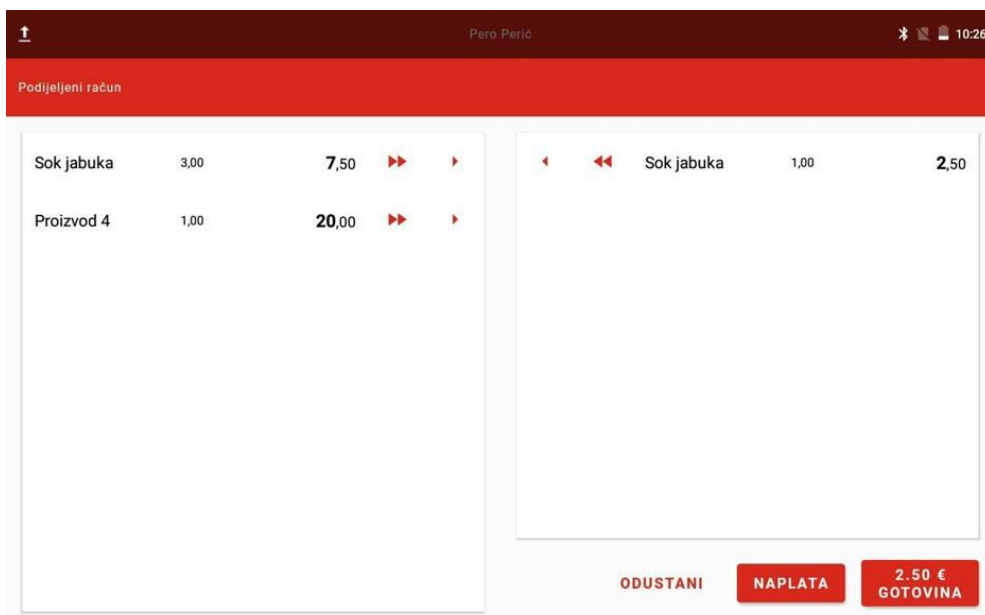 Pero Perić
10:26
Podijeljeni račun
Sok jabuka 3,00 7,50
Proizvod 4 1,00 20,00
Sok jabuka 1,00 2,50
ODUSTANI
NAPLATA
2.50 €
GOTOVINA